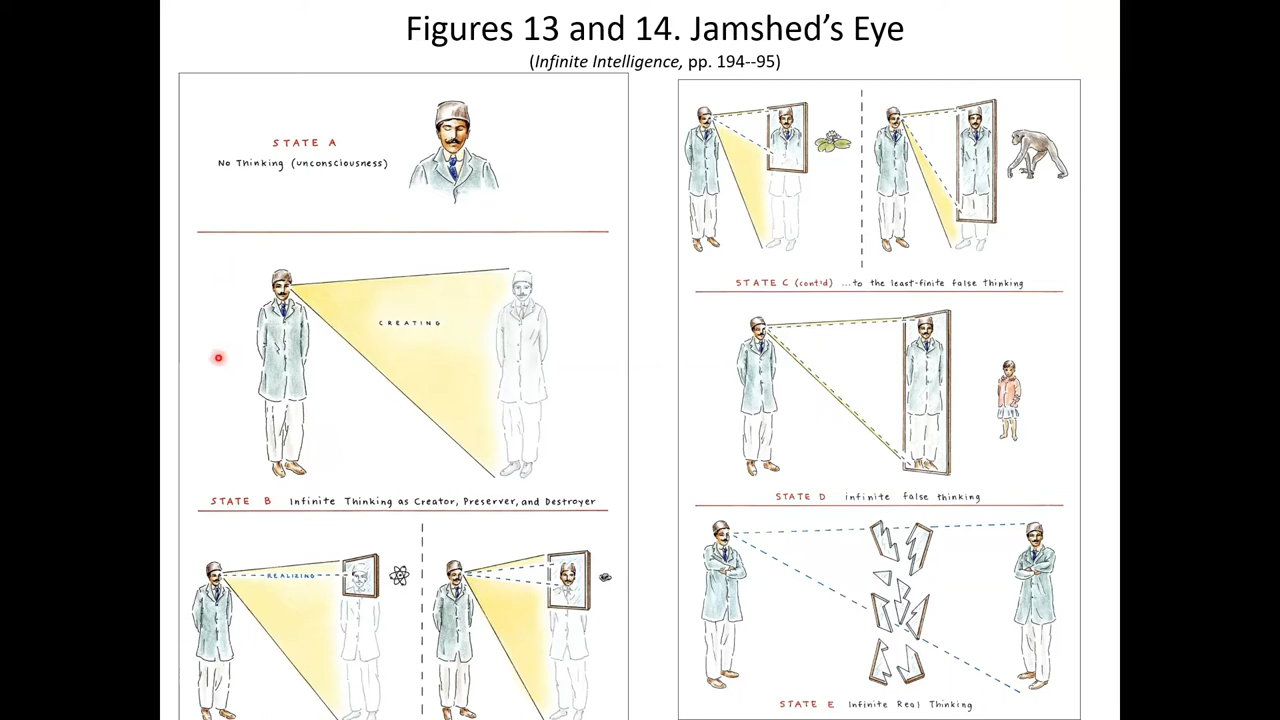 Figures 13 and 14. Jamshed's Eye
(Infinite Intelligence, pp. 194--95)
STATE A
No Thinking (unconsciousness)
CREATING
STATE B Infinite Thinking as Creator, Preserver, and Destroyer
REALIZING
STATE C (cont'd) ...to the least-finite false thinking
STATE D infinite false thinking
STATE E Infinite Real Thinking